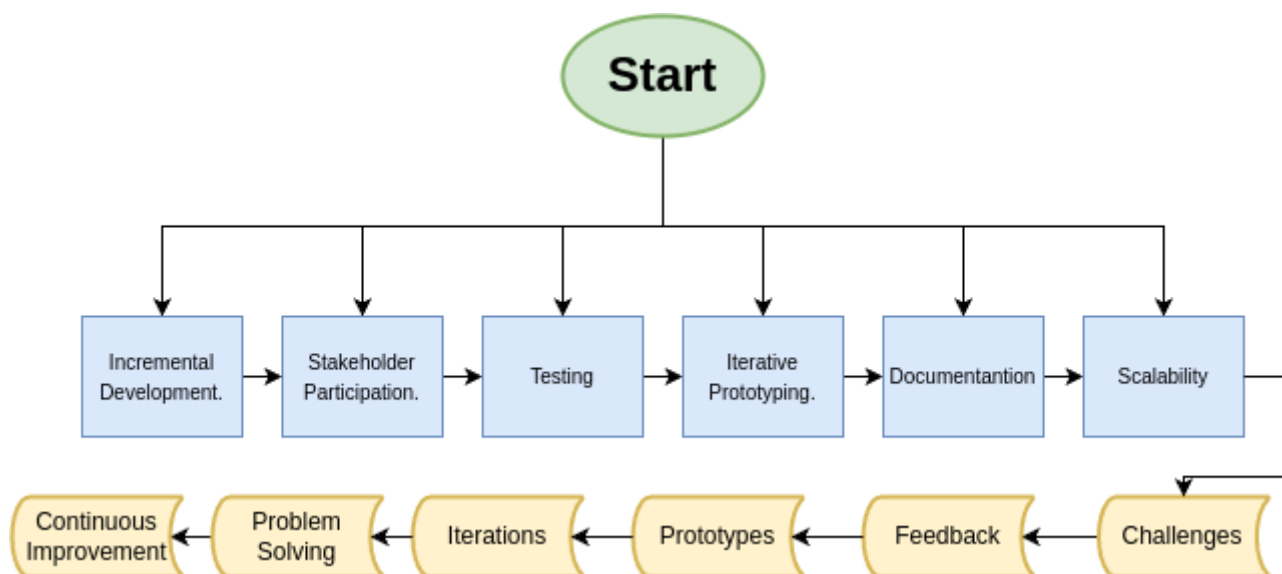 Start
Incremental
Development.
Stakeholder
Participation.
Testing
Iterative
Prototyping.
Documentantion
Scalability
Continuous
Improvement
Problem
Solving
Iterations
Prototypes
Feedback
Challenges